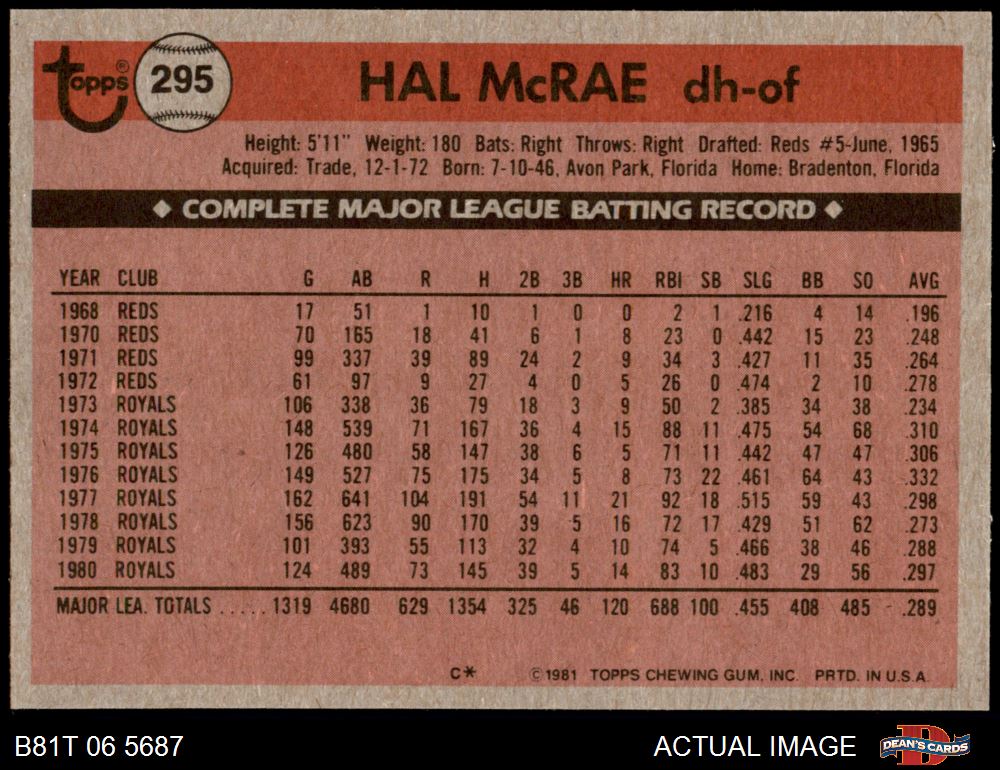 topps® 295 HAL McRAE dh-of
Height: 5'11" Weight: 180 Bats: Right Throws: Right Drafted: Reds #5-June, 1965
Acquired: Trade, 12-1-72 Born: 7-10-46, Avon Park, Florida Home: Bradenton, Florida
◆ COMPLETE MAJOR LEAGUE BATTING RECORD ◆
YEAR CLUB G AB R H 2B 3B HR RBI SB SLG BB SO AVG
1968 REDS 17 51 1 10 1 0 0 2 1 .216 4 14 .196
1970 REDS 70 165 18 41 6 1 8 23 0 .442 15 23 .248
1971 REDS 99 337 39 89 24 2 9 34 3 .427 11 35 .264
1972 REDS 61 97 9 27 4 0 5 26 0 .474 2 10 .278
1973 ROYALS 106 338 36 79 18 3 9 50 2 .385 34 38 .234
1974 ROYALS 148 539 71 167 36 4 15 88 11 .475 54 68 .310
1975 ROYALS 126 480 58 147 38 6 5 71 11 .442 47 47 .306
1976 ROYALS 149 527 75 175 34 5 8 73 22 .461 64 43 .332
1977 ROYALS 162 641 104 191 54 11 21 92 18 .515 59 43 .298
1978 ROYALS 156 623 90 170 39 5 16 72 17 .429 51 62 .273
1979 ROYALS 101 393 55 113 32 4 10 74 5 .466 38 46 .288
1980 ROYALS 124 489 73 145 39 5 14 83 10 .483 29 56 .297
MAJOR LEA. TOTALS ..... 1319 4680 629 1354 325 46 120 688 100 .455 408 485 .289
C* ©1981 TOPPS CHEWING GUM, INC. PRTD. IN U.S.A.
B81T 06 5687 ACTUAL IMAGE D DEAN'S CARDS